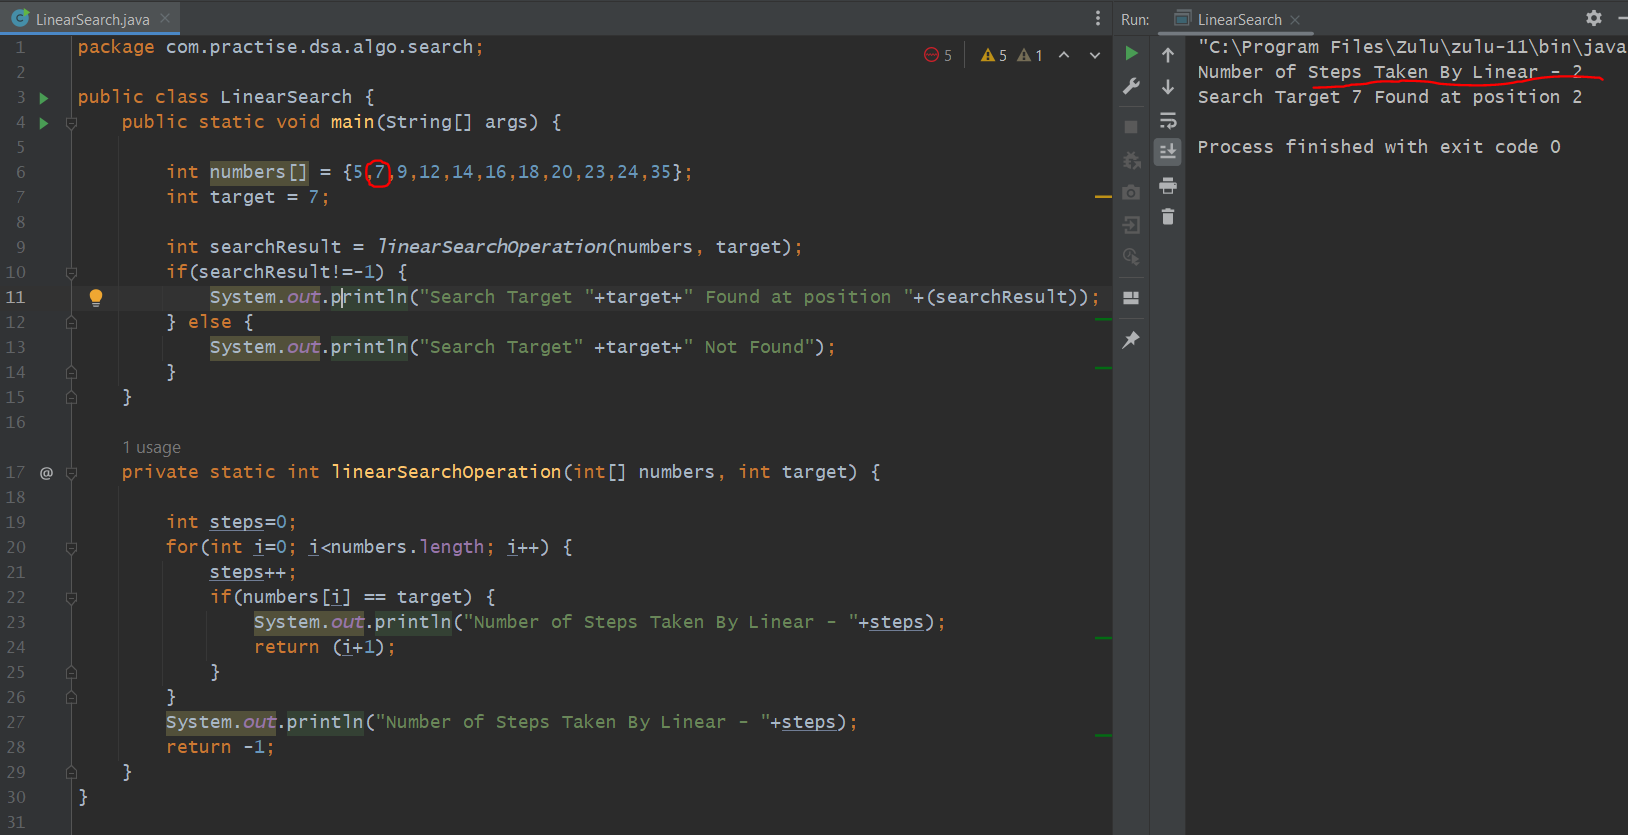 LinearSearch.java
5 5 1
1 package com.practise.dsa.algo.search;
2
3 public class LinearSearch {
4 public static void main(String[] args) {
5
6 int numbers[] = {5,7,9,12,14,16,18,20,23,24,35};
7 int target = 7;
8
9 int searchResult = linearSearchOperation(numbers, target);
10 if(searchResult!=-1) {
11 System.out.println("Search Target "+target+" Found at position "+(searchResult));
12 } else {
13 System.out.println("Search Target" +target+" Not Found");
14 }
15 }
16
1 usage
17 @ private static int linearSearchOperation(int[] numbers, int target) {
18
19 int steps=0;
20 for(int i=0; i<numbers.length; i++) {
21 steps++;
22 if(numbers[i] == target) {
23 System.out.println("Number of Steps Taken By Linear - "+steps);
24 return (i+1);
25 }
26 }
27 System.out.println("Number of Steps Taken By Linear - "+steps);
28 return -1;
29 }
30 }
31
Run: LinearSearch
"C:\Program Files\Zulu\zulu-11\bin\java
Number of Steps Taken By Linear - 2
Search Target 7 Found at position 2
Process finished with exit code 0